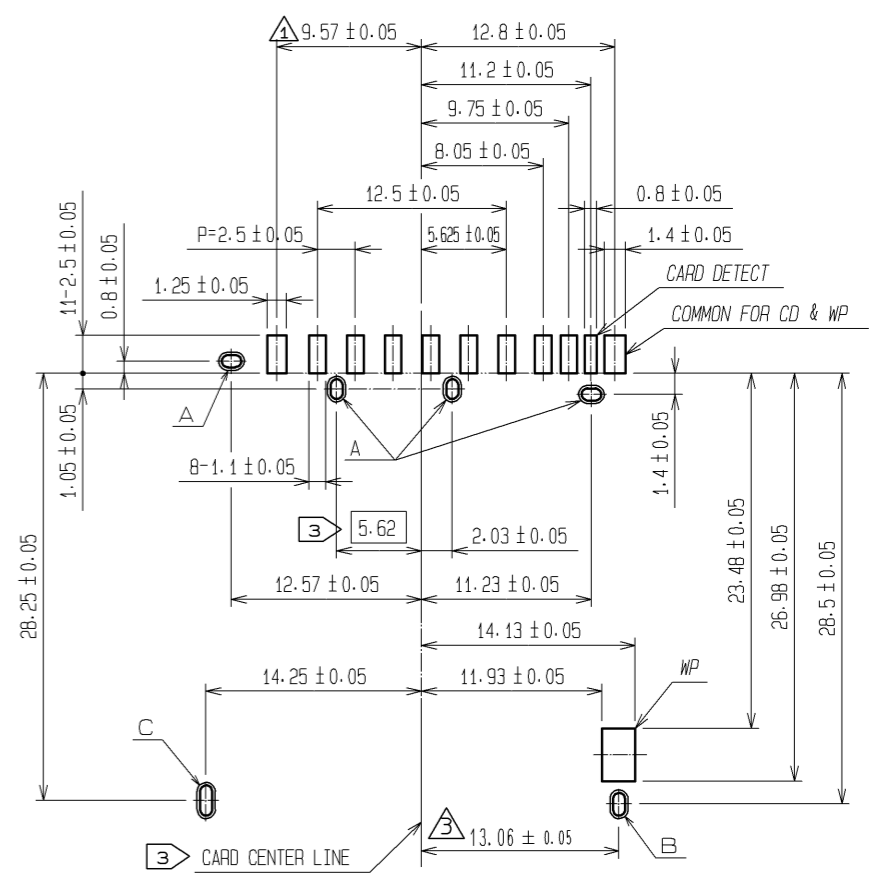 1 9.57±0.05 12.8±0.05
11.2±0.05
9.75±0.05
8.05±0.05
12.5±0.05 0.8±0.05
P=2.5±0.05 5.625±0.05 1.4±0.05
11-2.5±0.05
0.8±0.05
1.25±0.05
CARD DETECT
COMMON FOR CD & WP
A
A
1.05±0.05
8-1.1±0.05
1.4±0.05
3 5.62 2.03±0.05
28.25±0.05
23.48±0.05
26.98±0.05
28.5±0.05
12.57±0.05 11.23±0.05
14.13±0.05
14.25±0.05 11.93±0.05
WP
C
3 13.06±0.05
B
3 CARD CENTER LINE